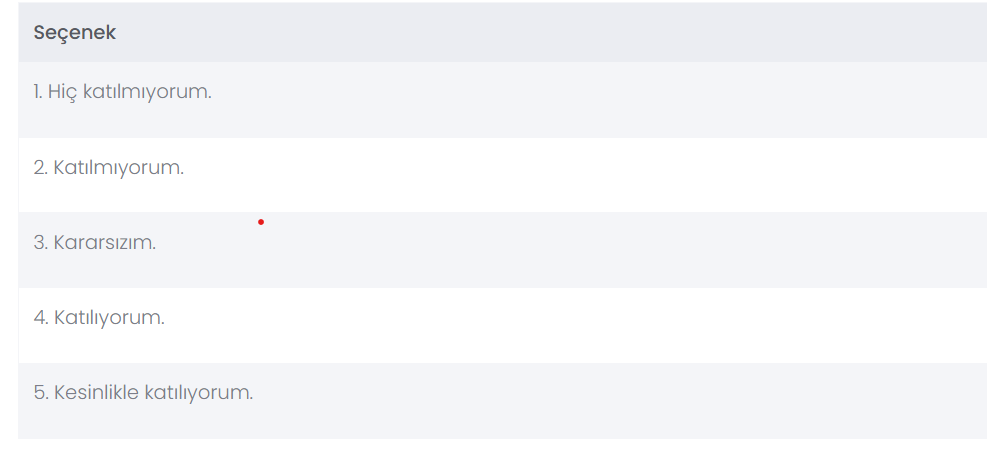 Seçenek
1. Hiç katılmıyorum.
2. Katılmıyorum.
3. Kararsızım.
4. Katılıyorum.
5. Kesinlikle katılıyorum.